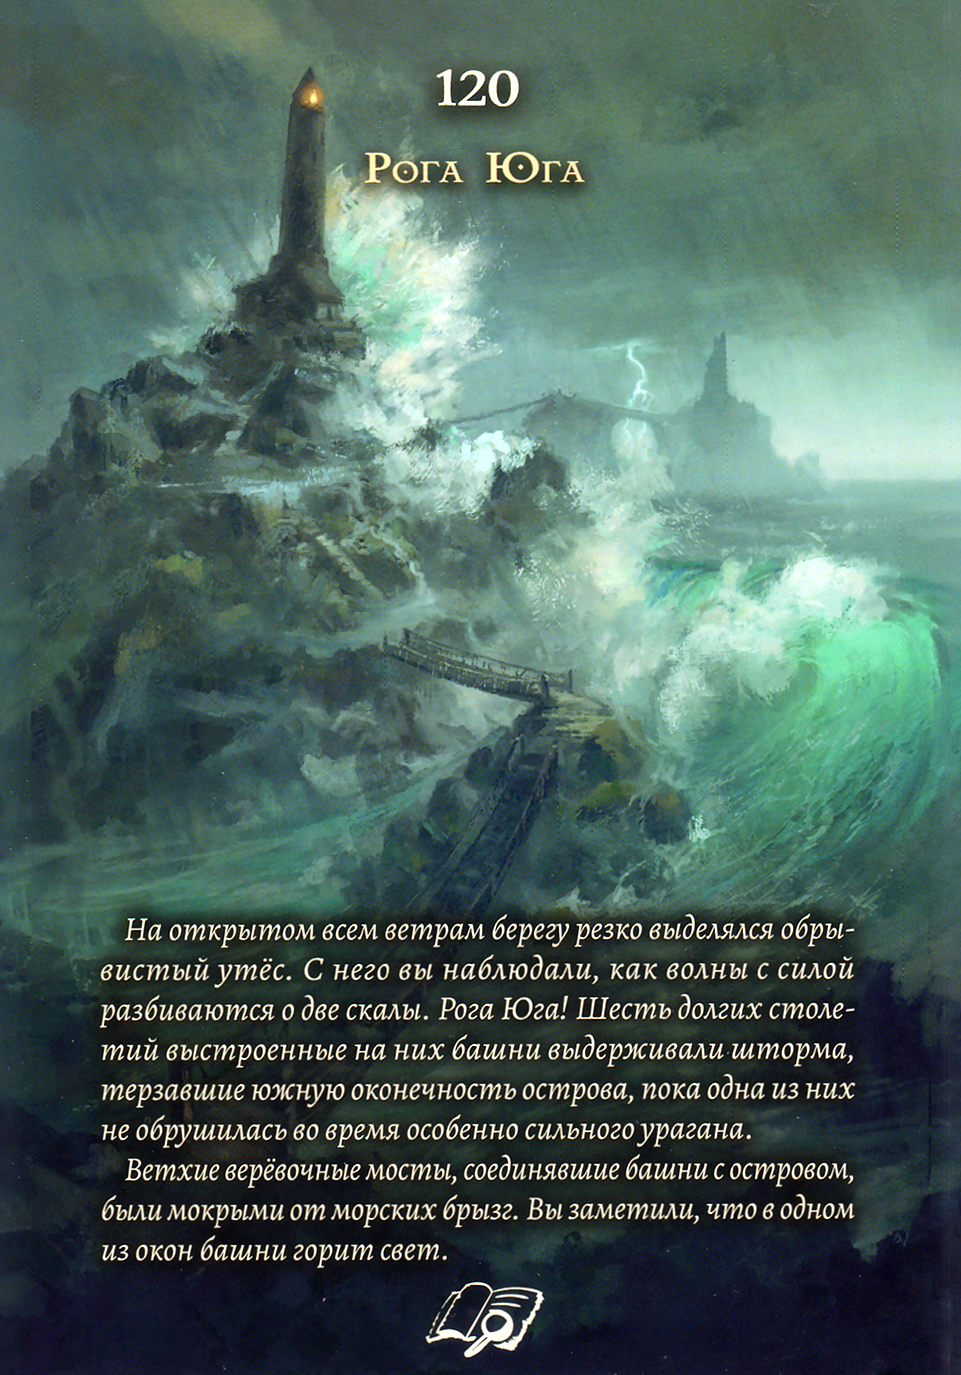 120
Рога Юга
На открытом всем ветрам берегу резко выделялся обры-
вистый утёс. С него вы наблюдали, как волны с силой
разбиваются о две скалы. Рога Юга! Шесть долгих столе-
тий выстроенные на них башни выдерживали шторма,
терзавшие южную оконечность острова, пока одна из них
не обрушилась во время особенно сильного урагана.
Ветхие верёвочные мосты, соединявшие башни с островом,
были мокрыми от морских брызг. Вы заметили, что в одном
из окон башни горит свет.